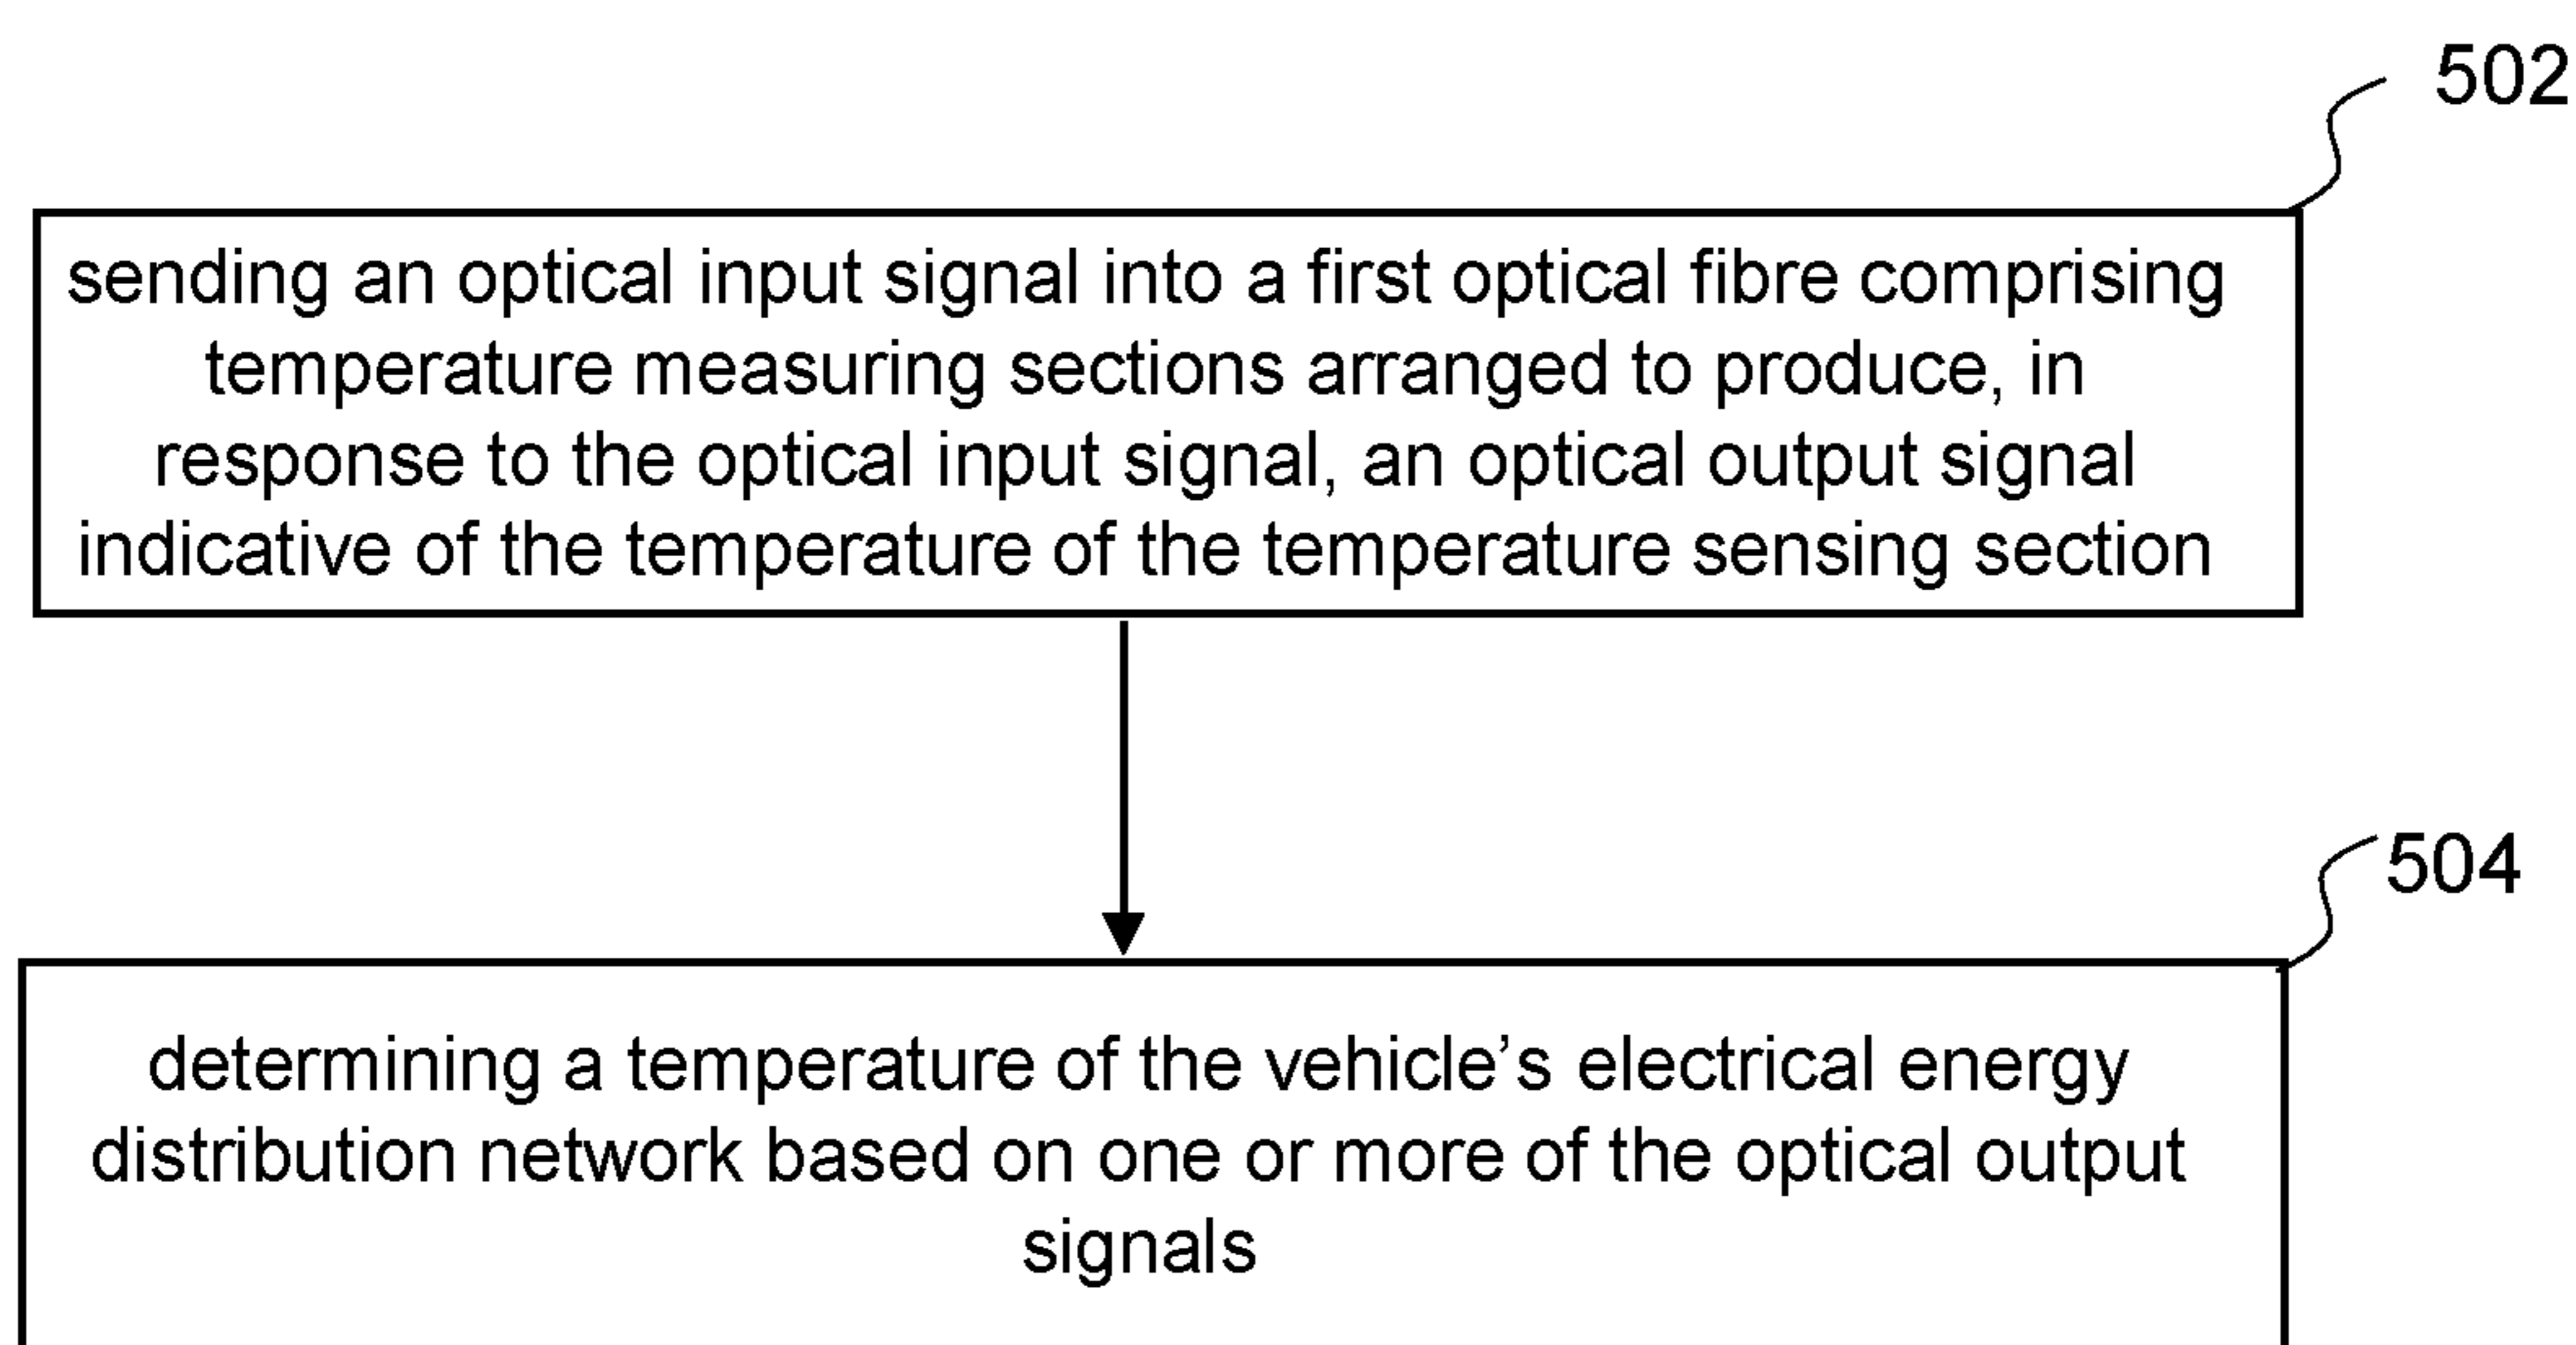 502
sending an optical input signal into a first optical fibre comprising
temperature measuring sections arranged to produce, in
response to the optical input signal, an optical output signal
indicative of the temperature of the temperature sensing section
504
determining a temperature of the vehicle’s electrical energy
distribution network based on one or more of the optical output
signals